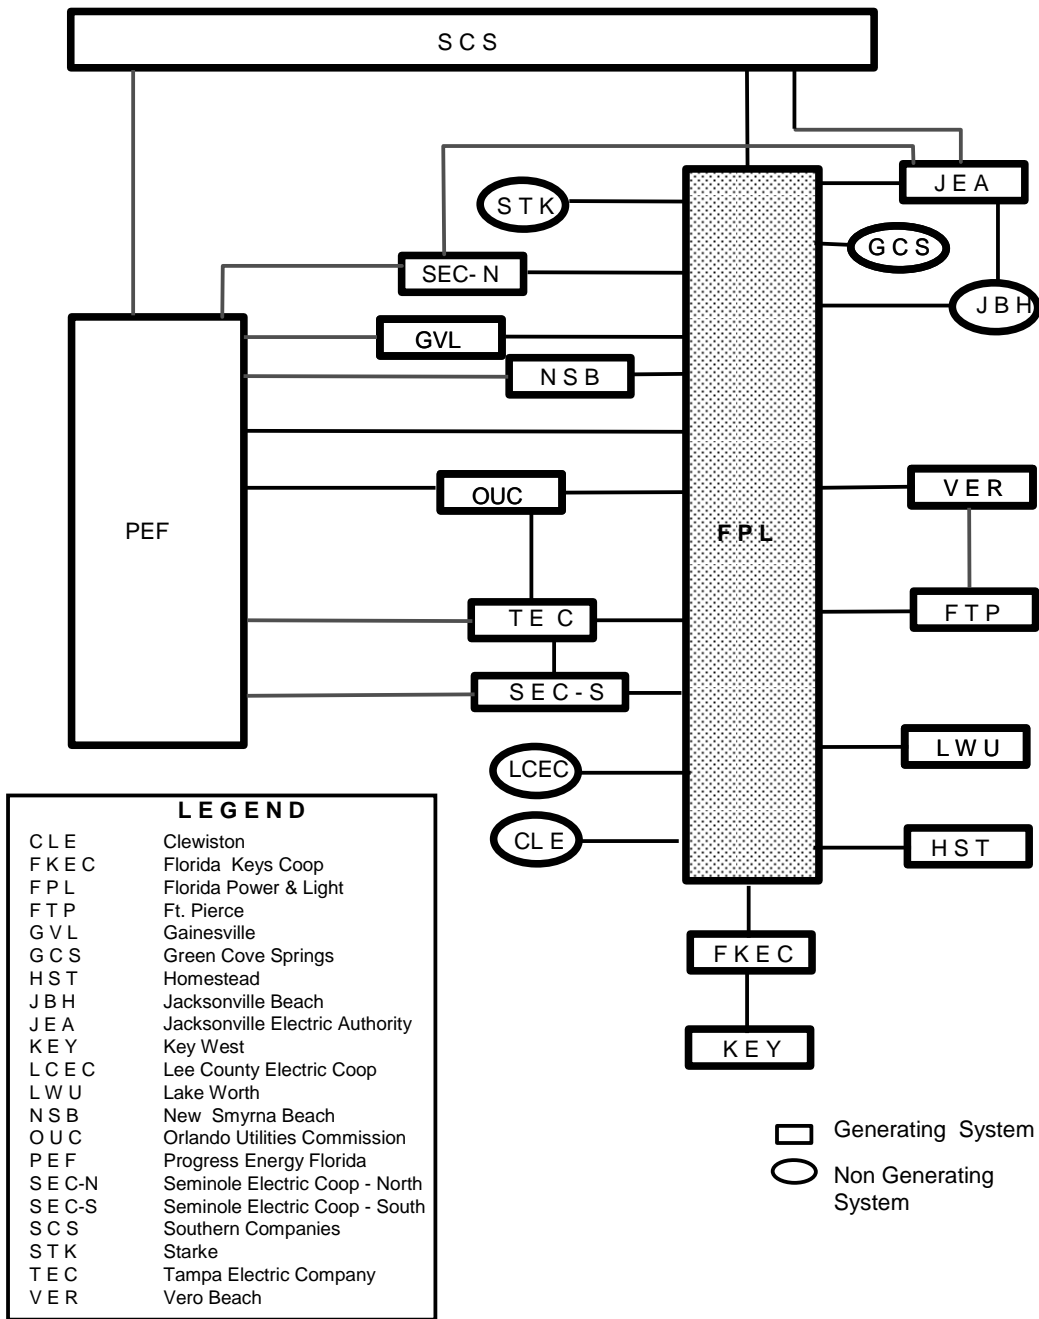 S C S
J E A
S T K
G C S
SEC- N
J B H
GVL
N S B
OUC
V E R
PEF
F P L
T E C
F T P
S E C - S
L W U
LCEC
CL E
H S T
F K E C
K E Y
L E G E N D
C L E Clewiston
F K E C Florida Keys Coop
F P L Florida Power & Light
F T P Ft. Pierce
G V L Gainesville
G C S Green Cove Springs
H S T Homestead
J B H Jacksonville Beach
J E A Jacksonville Electric Authority
K E Y Key West
L C E C Lee County Electric Coop
L W U Lake Worth
N S B New Smyrna Beach
O U C Orlando Utilities Commission
P E F Progress Energy Florida
S E C-N Seminole Electric Coop - North
S E C-S Seminole Electric Coop - South
S C S Southern Companies
S T K Starke
T E C Tampa Electric Company
V E R Vero Beach
Generating System
Non Generating
System